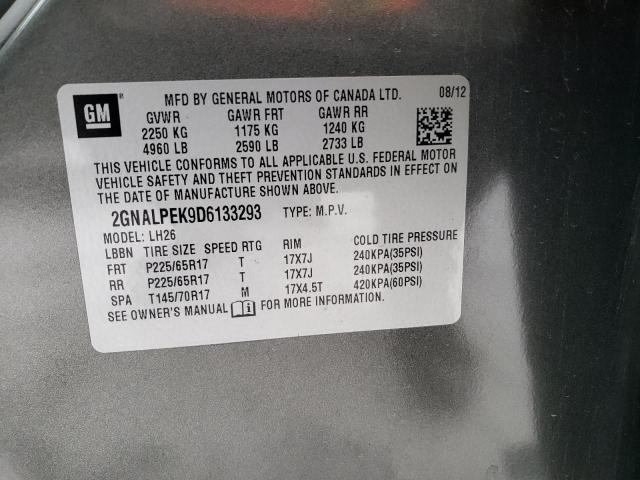 GM
MFD BY GENERAL MOTORS OF CANADA LTD. 08/12
GVWR GAWR FRT GAWR RR
2250 KG 1175 KG 1240 KG
4960 LB 2590 LB 2733 LB
THIS VEHICLE CONFORMS TO ALL APPLICABLE U.S. FEDERAL MOTOR
VEHICLE SAFETY AND THEFT PREVENTION STANDARDS IN EFFECT ON
THE DATE OF MANUFACTURE SHOWN ABOVE.
2GNALPEK9D6133293 TYPE: M.P.V.
MODEL: LH26
LBBN TIRE SIZE SPEED RTG RIM COLD TIRE PRESSURE
FRT P225/65R17 T 17X7J 240KPA(35PSI)
RR P225/65R17 T 17X7J 240KPA(35PSI)
SPA T145/70R17 M 17X4.5T 420KPA(60PSI)
SEE OWNER'S MANUAL FOR MORE INFORMATION.